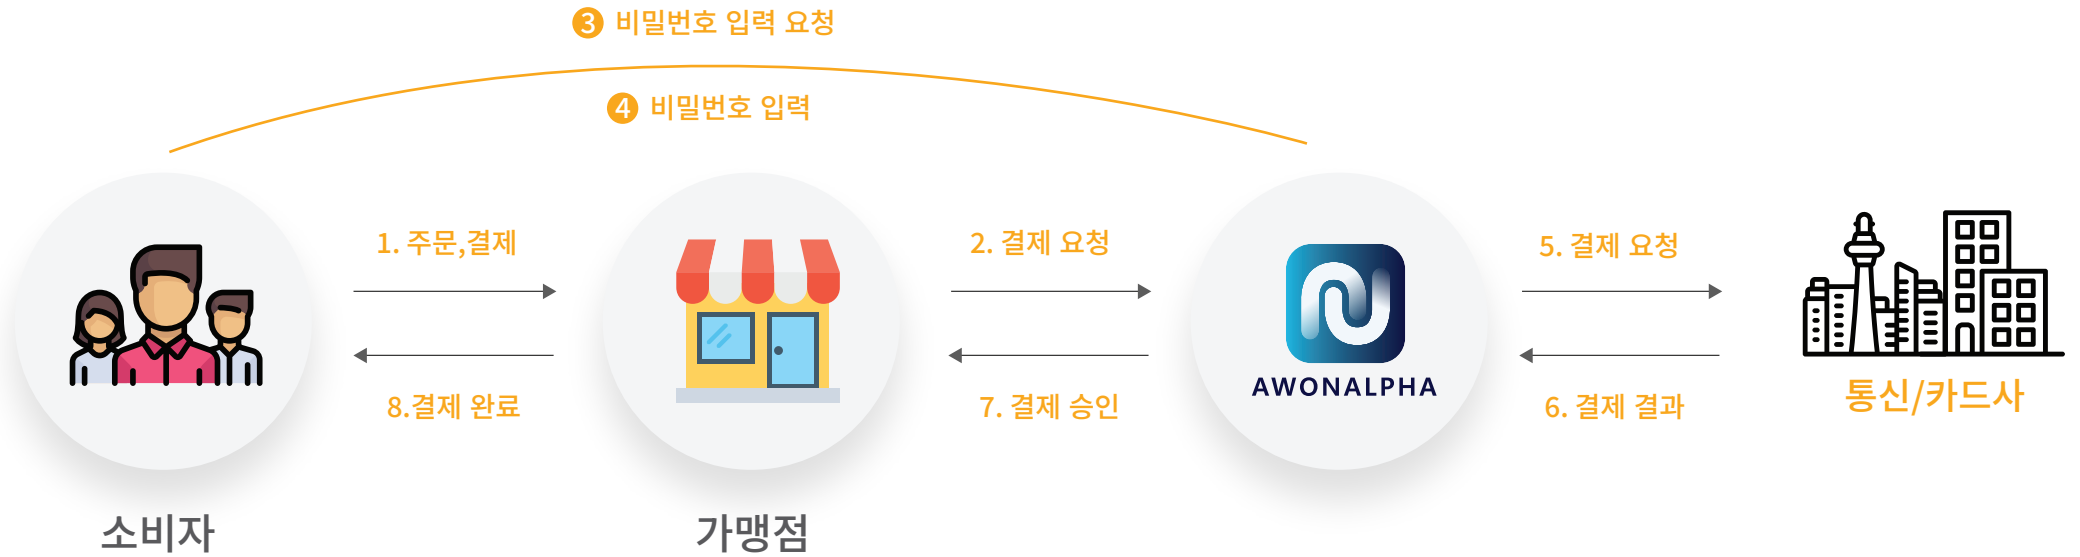 3 비밀번호 입력 요청
4 비밀번호 입력
1. 주문,결제
2. 결제 요청
5. 결제 요청
AWONALPHA
통신/카드사
8.결제 완료
7. 결제 승인
6. 결제 결과
소비자
가맹점